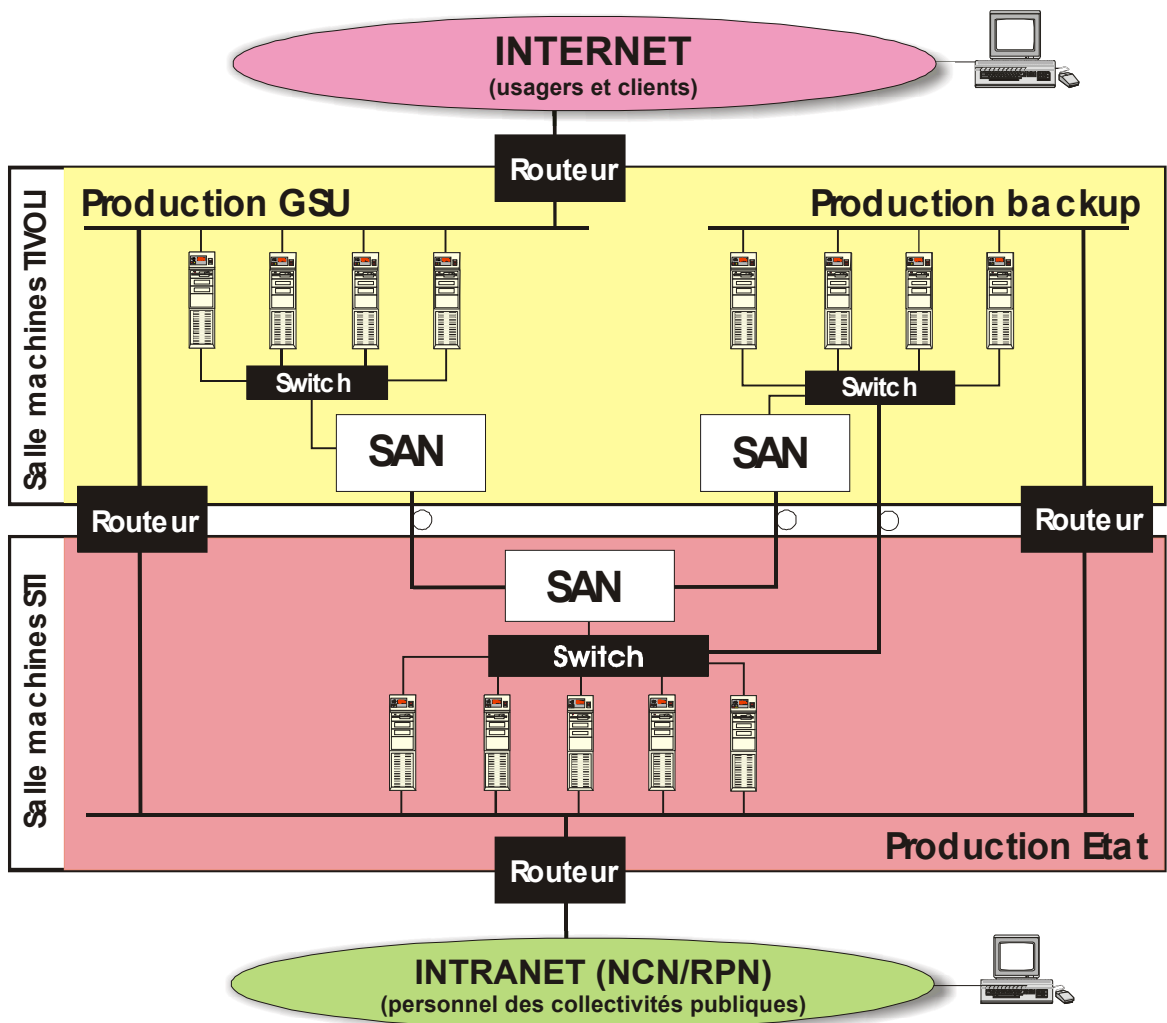 INTERNET
(usagers et clients)
Routeur
Salle machines TIVOLI
Production GSU
Production backup
Switch
Switch
SAN
SAN
Routeur
Routeur
Salle machines STI
SAN
Switch
Production Etat
Routeur
INTRANET (NCN/RPN)
(personnel des collectivités publiques)